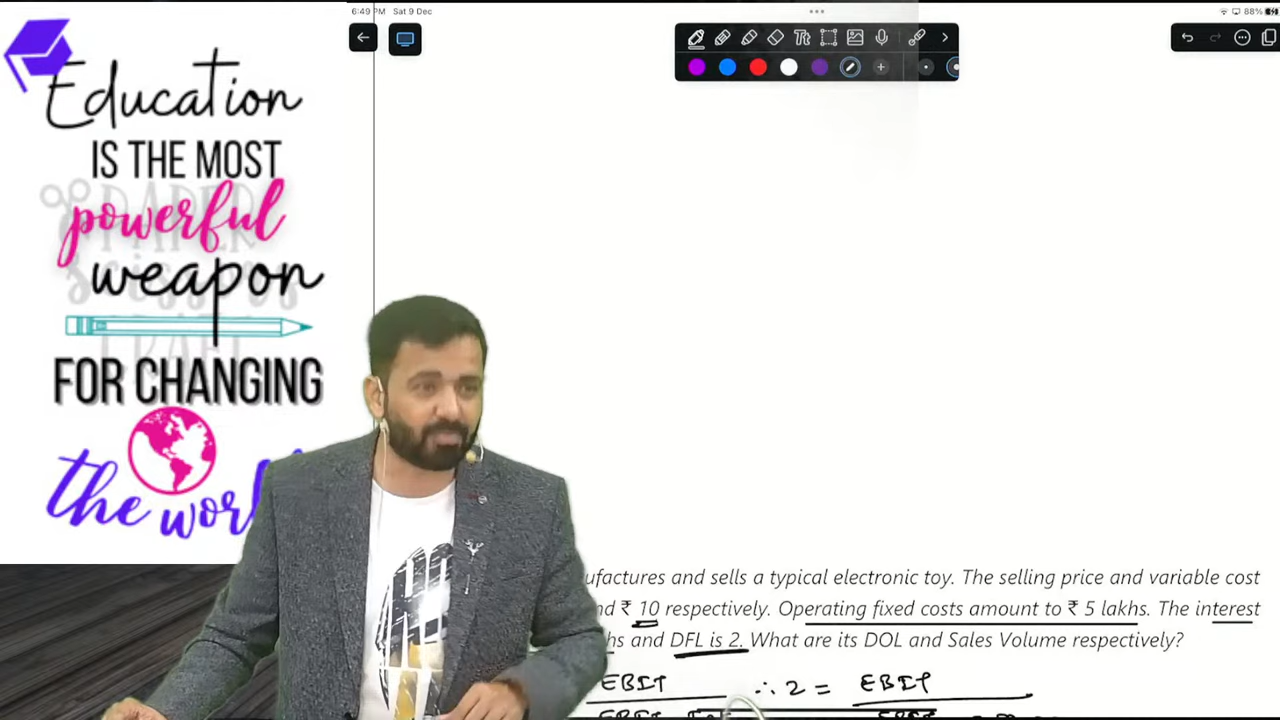 6:49 PM Sat 9 Dec
88%
Education
IS THE MOST
powerful
weapon
FOR CHANGING
the worl
ufactures and sells a typical electronic toy. The selling price and variable cost
nd ₹ 10 respectively. Operating fixed costs amount to ₹ 5 lakhs. The interest
hs and DFL is 2. What are its DOL and Sales Volume respectively?
EBIT ∴ 2 = EBIT